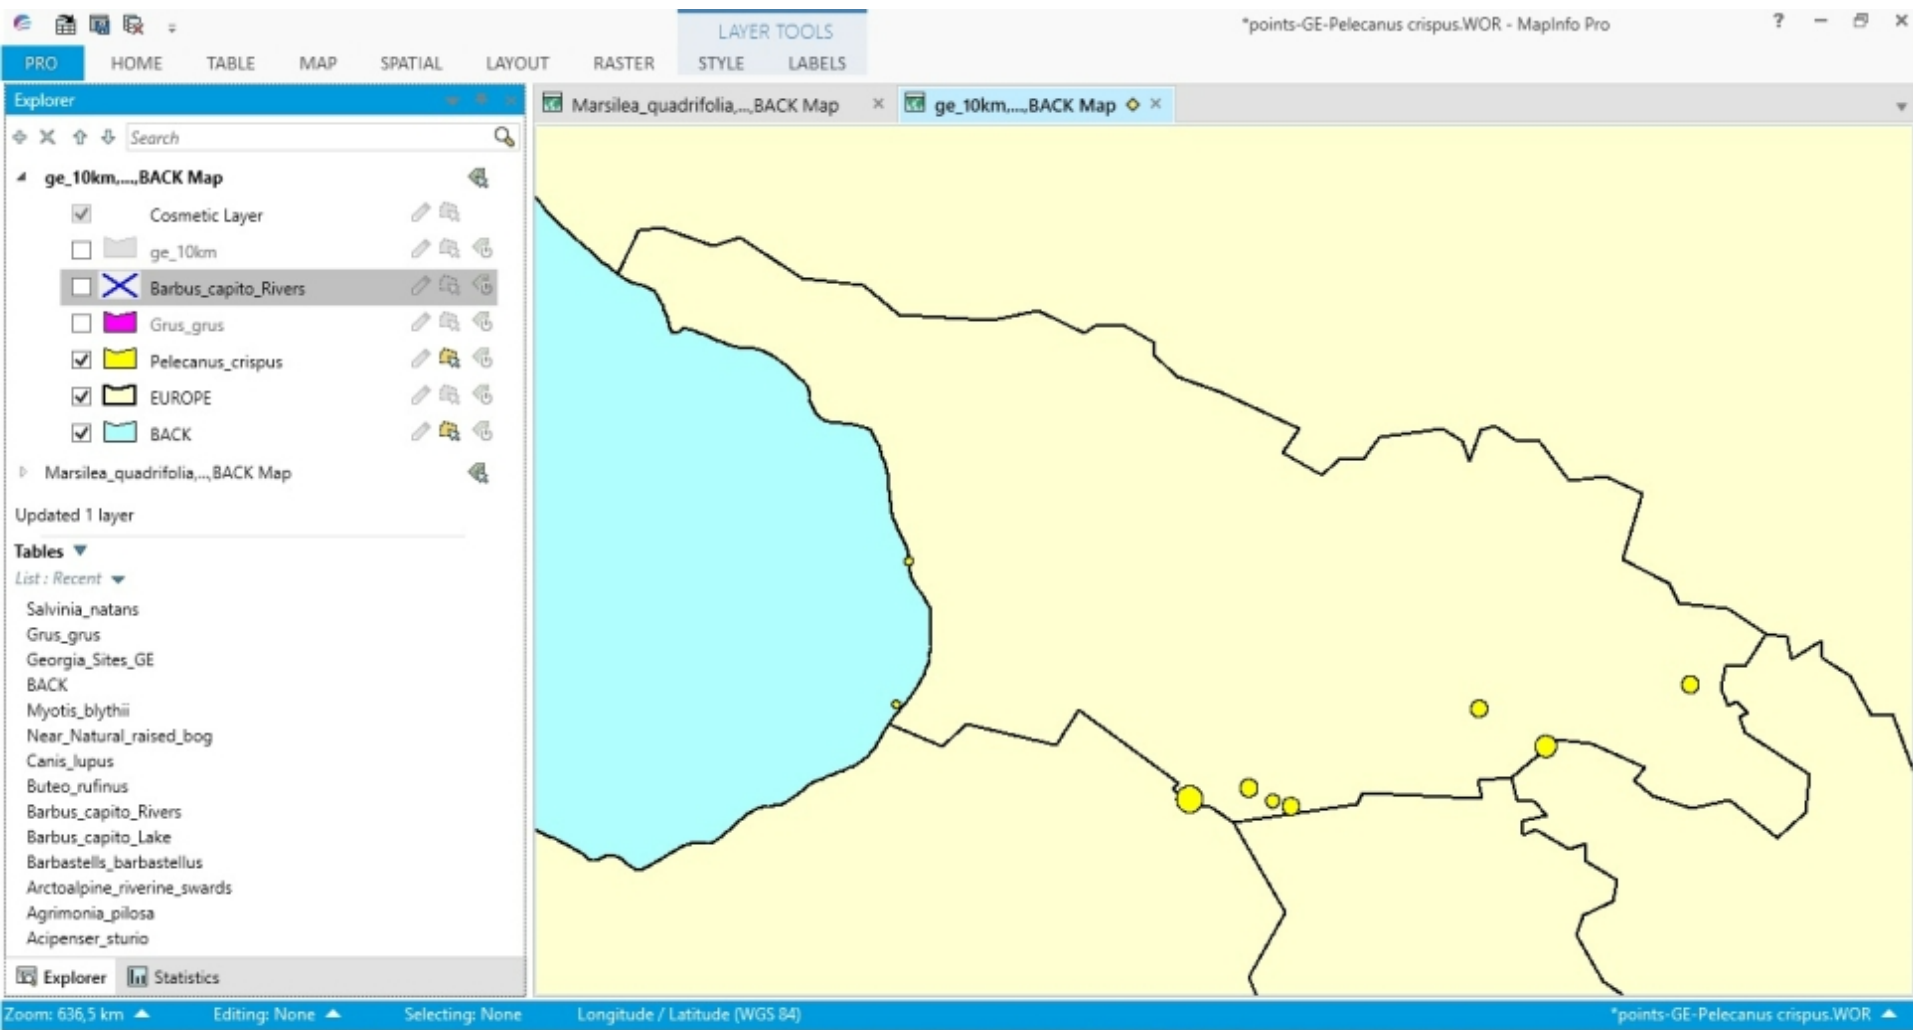 LAYER TOOLS
*points-GE-Pelecanus crispus.WOR - MapInfo Pro
?
PRO HOME TABLE MAP SPATIAL LAYOUT RASTER STYLE LABELS
Explorer
Marsilea_quadrifolia,...,BACK Map
ge_10km,...,BACK Map
Search
ge_10km,...,BACK Map
Cosmetic Layer
ge_10km
Barbus_capito_Rivers
Grus_grus
Pelecanus_crispus
EUROPE
BACK
Marsilea_quadrifolia,...,BACK Map
Updated 1 layer
Tables
List : Recent
Salvinia_natans
Grus_grus
Georgia_Sites_GE
BACK
Myotis_blythii
Near_Natural_raised_bog
Canis_lupus
Buteo_rufinus
Barbus_capito_Rivers
Barbus_capito_Lake
Barbastells_barbastellus
Arctoalpine_riverine_swards
Agrimonia_pilosa
Acipenser_sturio
Explorer Statistics
Zoom: 636,5 km Editing: None Selecting: None Longitude / Latitude (WGS 84) *points-GE-Pelecanus crispus.WOR